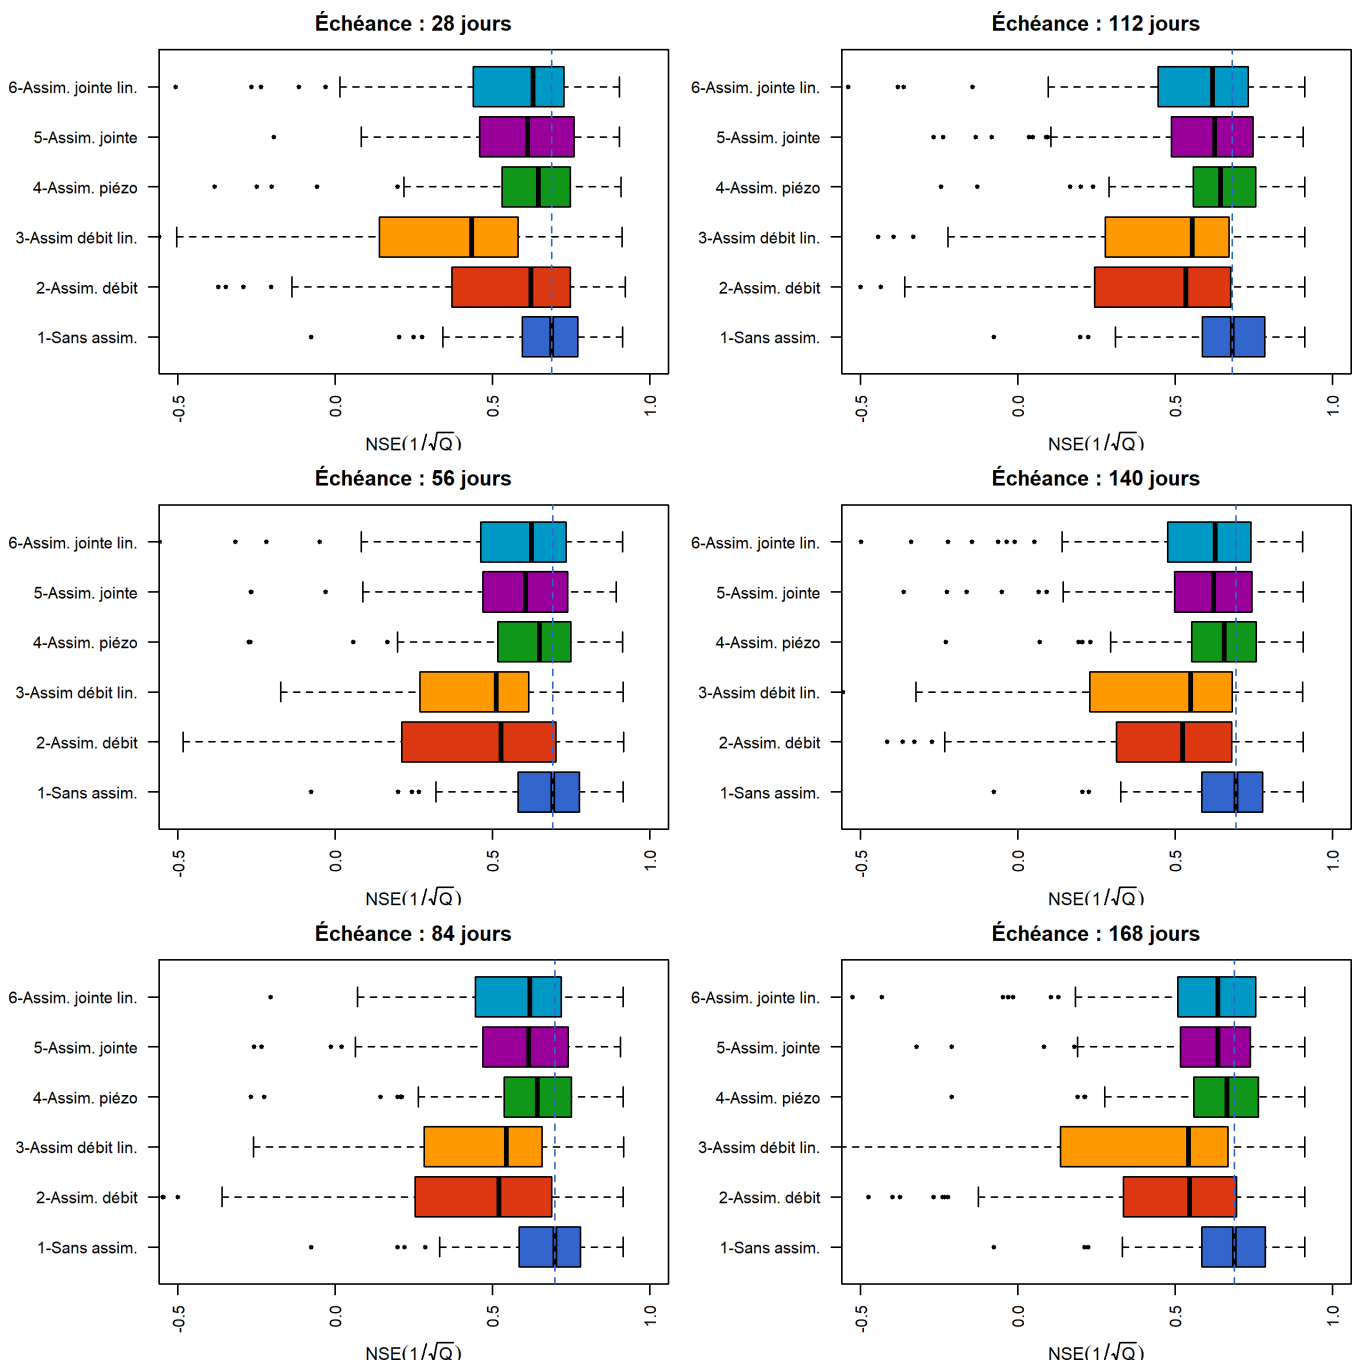 Échéance : 28 jours
6-Assim. jointe lin.
5-Assim. jointe
4-Assim. piézo
3-Assim débit lin.
2-Assim. débit
1-Sans assim.
-0.5
0.0
0.5
1.0
NSE(1/√Q)
Échéance : 112 jours
6-Assim. jointe lin.
5-Assim. jointe
4-Assim. piézo
3-Assim débit lin.
2-Assim. débit
1-Sans assim.
-0.5
0.0
0.5
1.0
NSE(1/√Q)
Échéance : 56 jours
6-Assim. jointe lin.
5-Assim. jointe
4-Assim. piézo
3-Assim débit lin.
2-Assim. débit
1-Sans assim.
-0.5
0.0
0.5
1.0
NSE(1/√Q)
Échéance : 140 jours
6-Assim. jointe lin.
5-Assim. jointe
4-Assim. piézo
3-Assim débit lin.
2-Assim. débit
1-Sans assim.
-0.5
0.0
0.5
1.0
NSE(1/√Q)
Échéance : 84 jours
6-Assim. jointe lin.
5-Assim. jointe
4-Assim. piézo
3-Assim débit lin.
2-Assim. débit
1-Sans assim.
-0.5
0.0
0.5
1.0
NSE(1/√Q)
Échéance : 168 jours
6-Assim. jointe lin.
5-Assim. jointe
4-Assim. piézo
3-Assim débit lin.
2-Assim. débit
1-Sans assim.
-0.5
0.0
0.5
1.0
NSE(1/√Q)